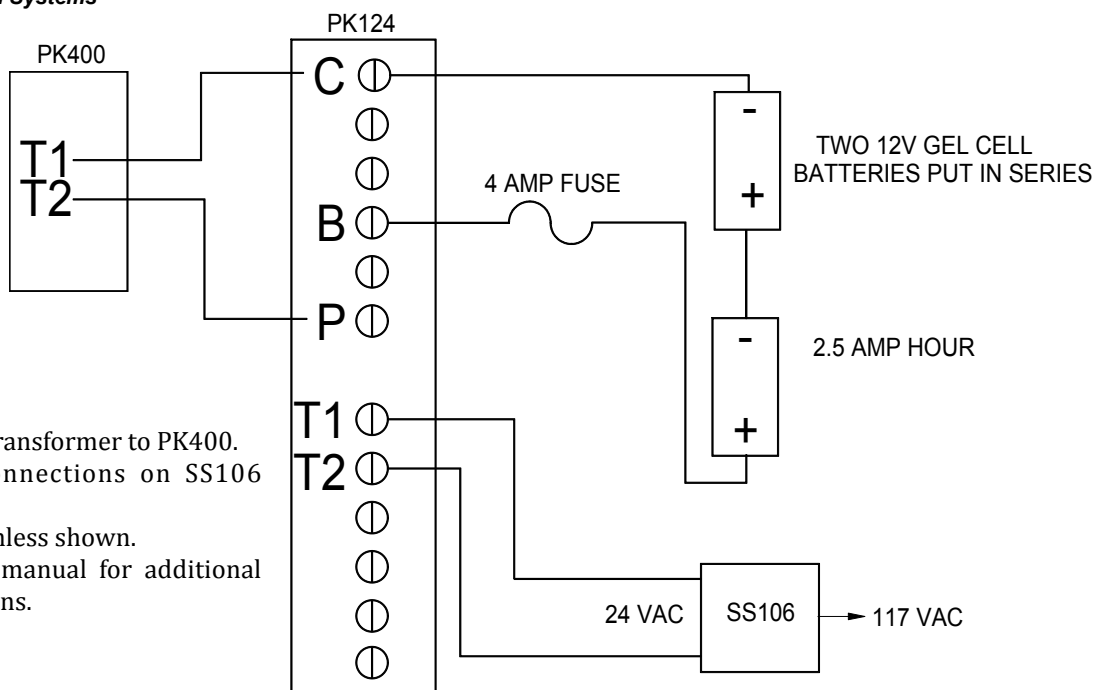 Systems
PK124
PK400
C
T1
T2
TWO 12V GEL CELL
BATTERIES PUT IN SERIES
-
+
4 AMP FUSE
B
P
-
+
2.5 AMP HOUR
T1
T2
ransformer to PK400.
nnections on SS106
nless shown.
manual for additional
ns.
24 VAC
SS106
117 VAC